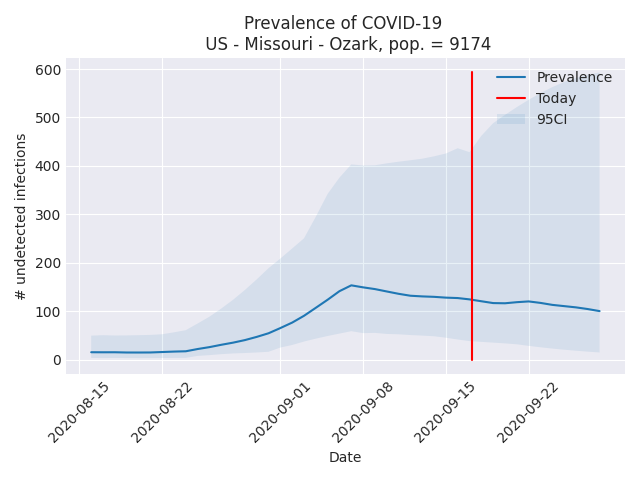 Prevalence of COVID-19
US - Missouri - Ozark, pop. = 9174
# undetected infections
600
500
400
300
200
100
0
Prevalence
Today
95CI
2020-08-15
2020-08-22
2020-09-01
2020-09-08
2020-09-15
2020-09-22
Date